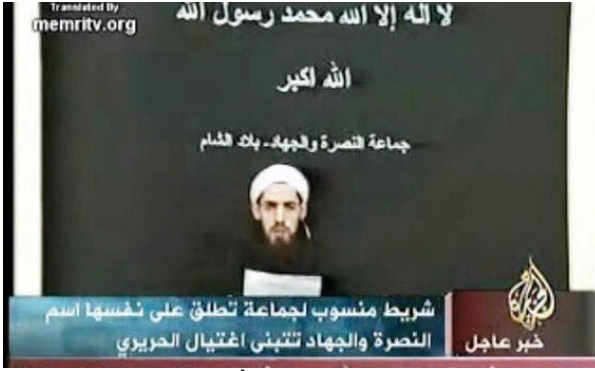 Translated By
memritv.org
لا اله إلا الله محمد رسول الله
الله اكبر
جماعة النصرة والجهاد - بلاد الشام
شريط منسوب لجماعة تطلق على نفسها اسم
النصرة والجهاد تتبنى اغتيال الحريري
خبر عاجل